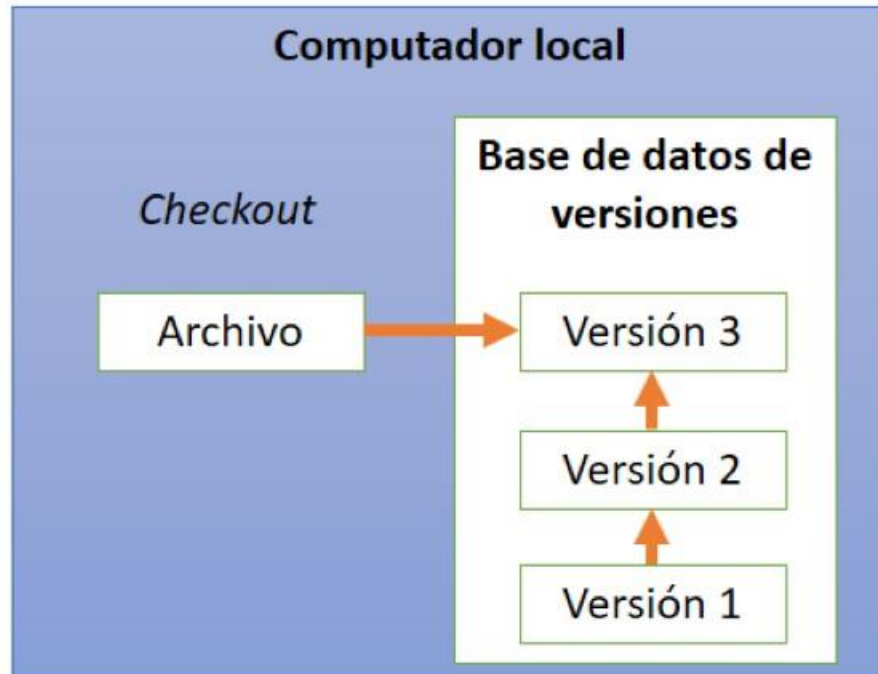 Computador local
Checkout
Base de datos de
versiones
Archivo
Versión 3
Versión 2
Versión 1